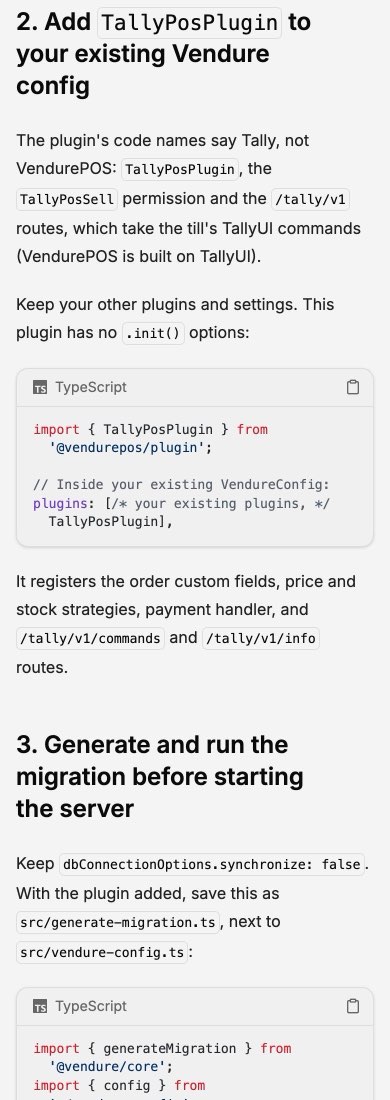 2. Add TallyPosPlugin to
your existing Vendure
config
The plugin's code names say Tally, not
VendurePOS: TallyPosPlugin, the
TallyPosSell permission and the /tally/v1
routes, which take the till's TallyUI commands
(VendurePOS is built on TallyUI).
Keep your other plugins and settings. This
plugin has no .init() options:
TS TypeScript
import { TallyPosPlugin } from
'@vendurepos/plugin';
// Inside your existing VendureConfig:
plugins: [/* your existing plugins, */
TallyPosPlugin],
It registers the order custom fields, price and
stock strategies, payment handler, and
/tally/v1/commands and /tally/v1/info
routes.
3. Generate and run the
migration before starting
the server
Keep dbConnectionOptions.synchronize: false.
With the plugin added, save this as
src/generate-migration.ts, next to
src/vendure-config.ts:
TS TypeScript
import { generateMigration } from
'@vendure/core';
import { config } from